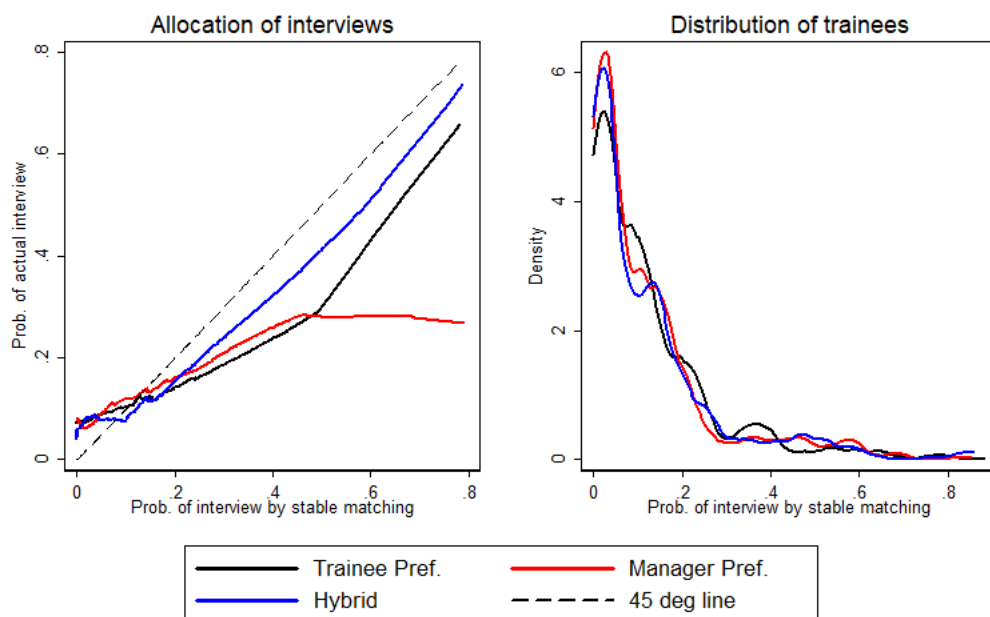 Allocation of interviews
Prob. of actual interview
.8
.6
.4
.2
0
0 .2 .4 .6 .8
Prob. of interview by stable matching
Distribution of trainees
Density
6
4
2
0
0 .2 .4 .6 .8
Prob. of interview by stable matching
Trainee Pref. Manager Pref.
Hybrid 45 deg line